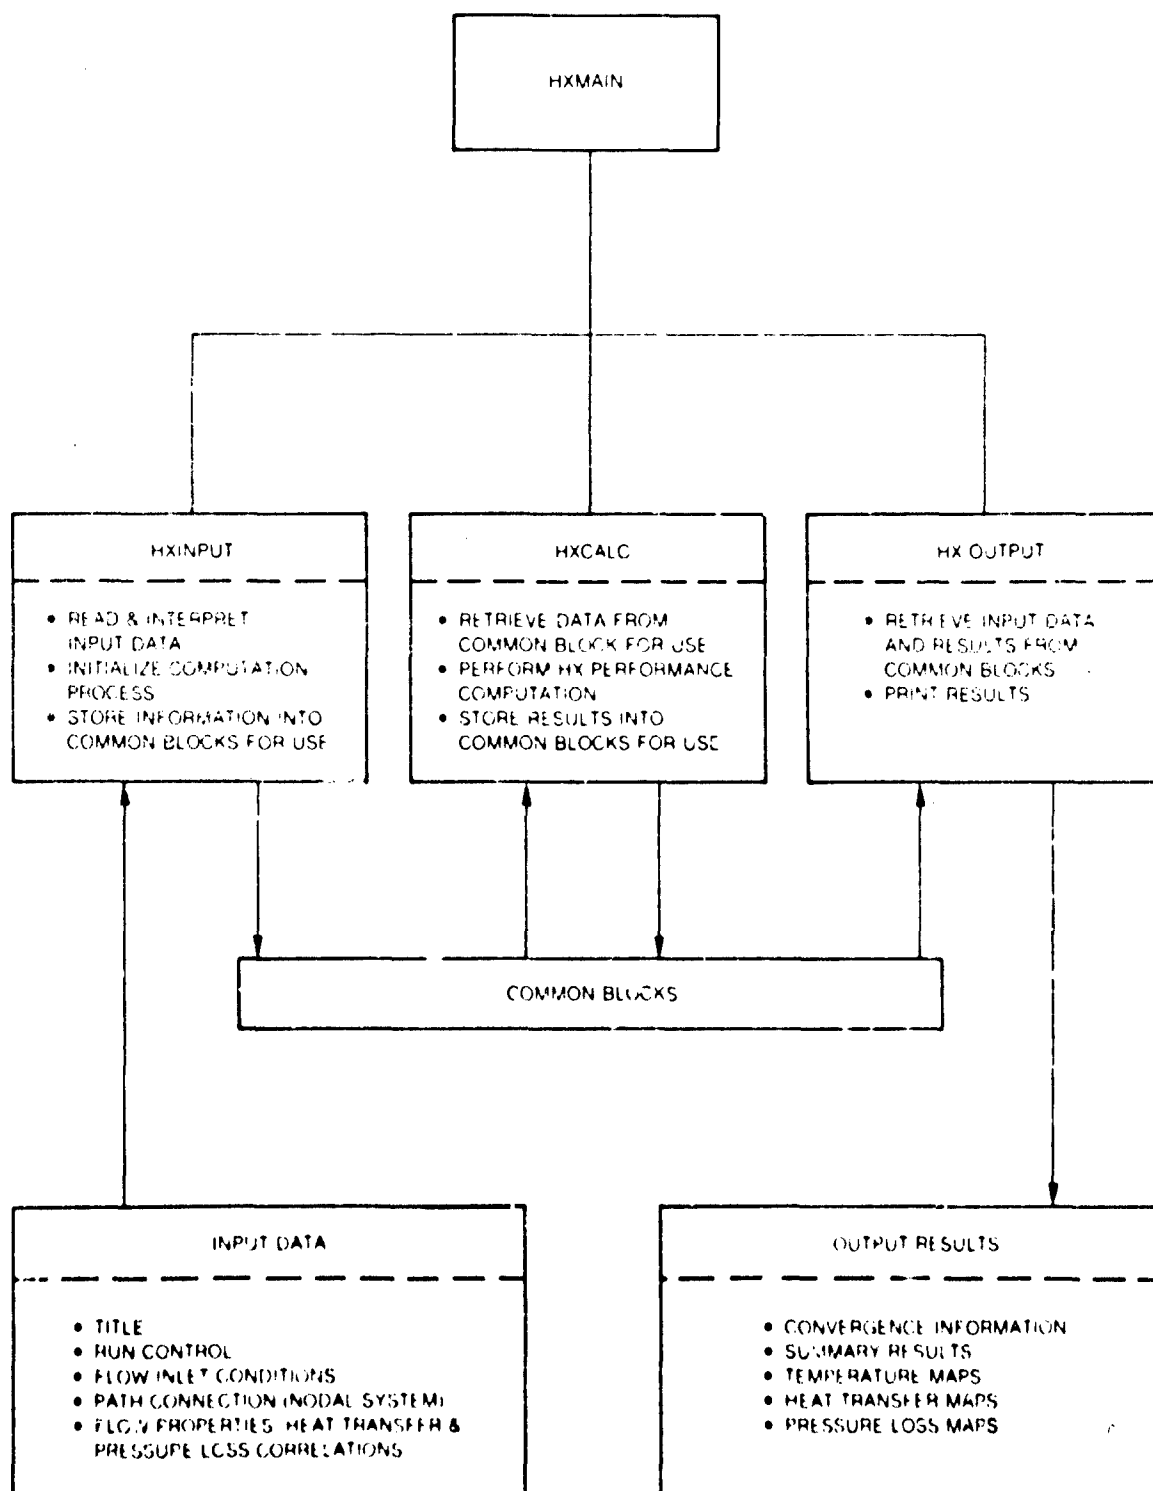 HXMAIN
HXINPUT
• READ & INTERPRET
INPUT DATA
• INITIALIZE COMPUTATION
PROCESS
• STORE INFORMATION INTO
COMMON BLOCKS FOR USE
HXCALC
• RETRIEVE DATA FROM
COMMON BLOCK FOR USE
• PERFORM HX PERFORMANCE
COMPUTATION
• STORE RESULTS INTO
COMMON BLOCKS FOR USE
HX OUTPUT
• RETRIEVE INPUT DATA
AND RESULTS FROM
COMMON BLOCKS
• PRINT RESULTS
COMMON BLOCKS
INPUT DATA
• TITLE
• RUN CONTROL
• FLOW INLET CONDITIONS
• PATH CONNECTION (NODAL SYSTEM)
• FLOW PROPERTIES HEAT TRANSFER &
PRESSURE LOSS CORRELATIONS
OUTPUT RESULTS
• CONVERGENCE INFORMATION
• SUMMARY RESULTS
• TEMPERATURE MAPS
• HEAT TRANSFER MAPS
• PRESSURE LOSS MAPS